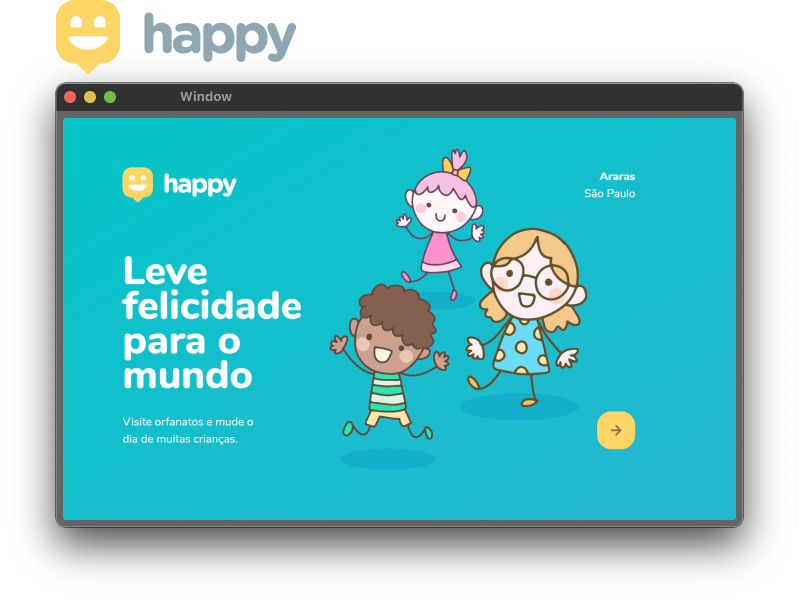 happy
Window
happy
Araras
São Paulo
Leve
felicidade
para o
mundo
Visite orfanatos e mude o
dia de muitas crianças.